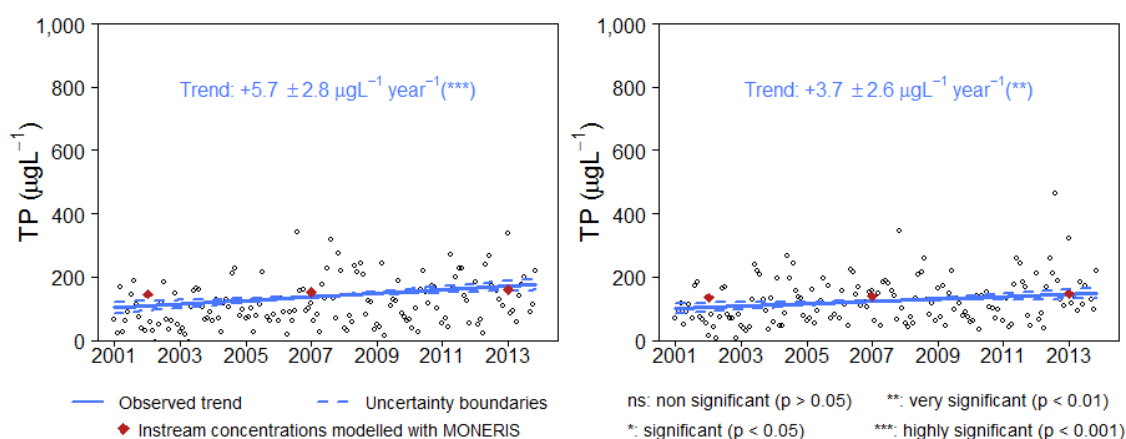 1,000
800
600
400
200
0
TP (µgL⁻¹)
Trend: +5.7 ±2.8 µgL⁻¹ year⁻¹(***)
2001 2003 2005 2007 2009 2011 2013
1,000
800
600
400
200
0
TP (µgL⁻¹)
Trend: +3.7 ±2.6 µgL⁻¹ year⁻¹(**)
2001 2003 2005 2007 2009 2011 2013
Observed trend
Uncertainty boundaries
Instream concentrations modelled with MONERIS
ns: non significant (p > 0.05)
**: very significant (p < 0.01)
*: significant (p < 0.05)
***: highly significant (p < 0.001)